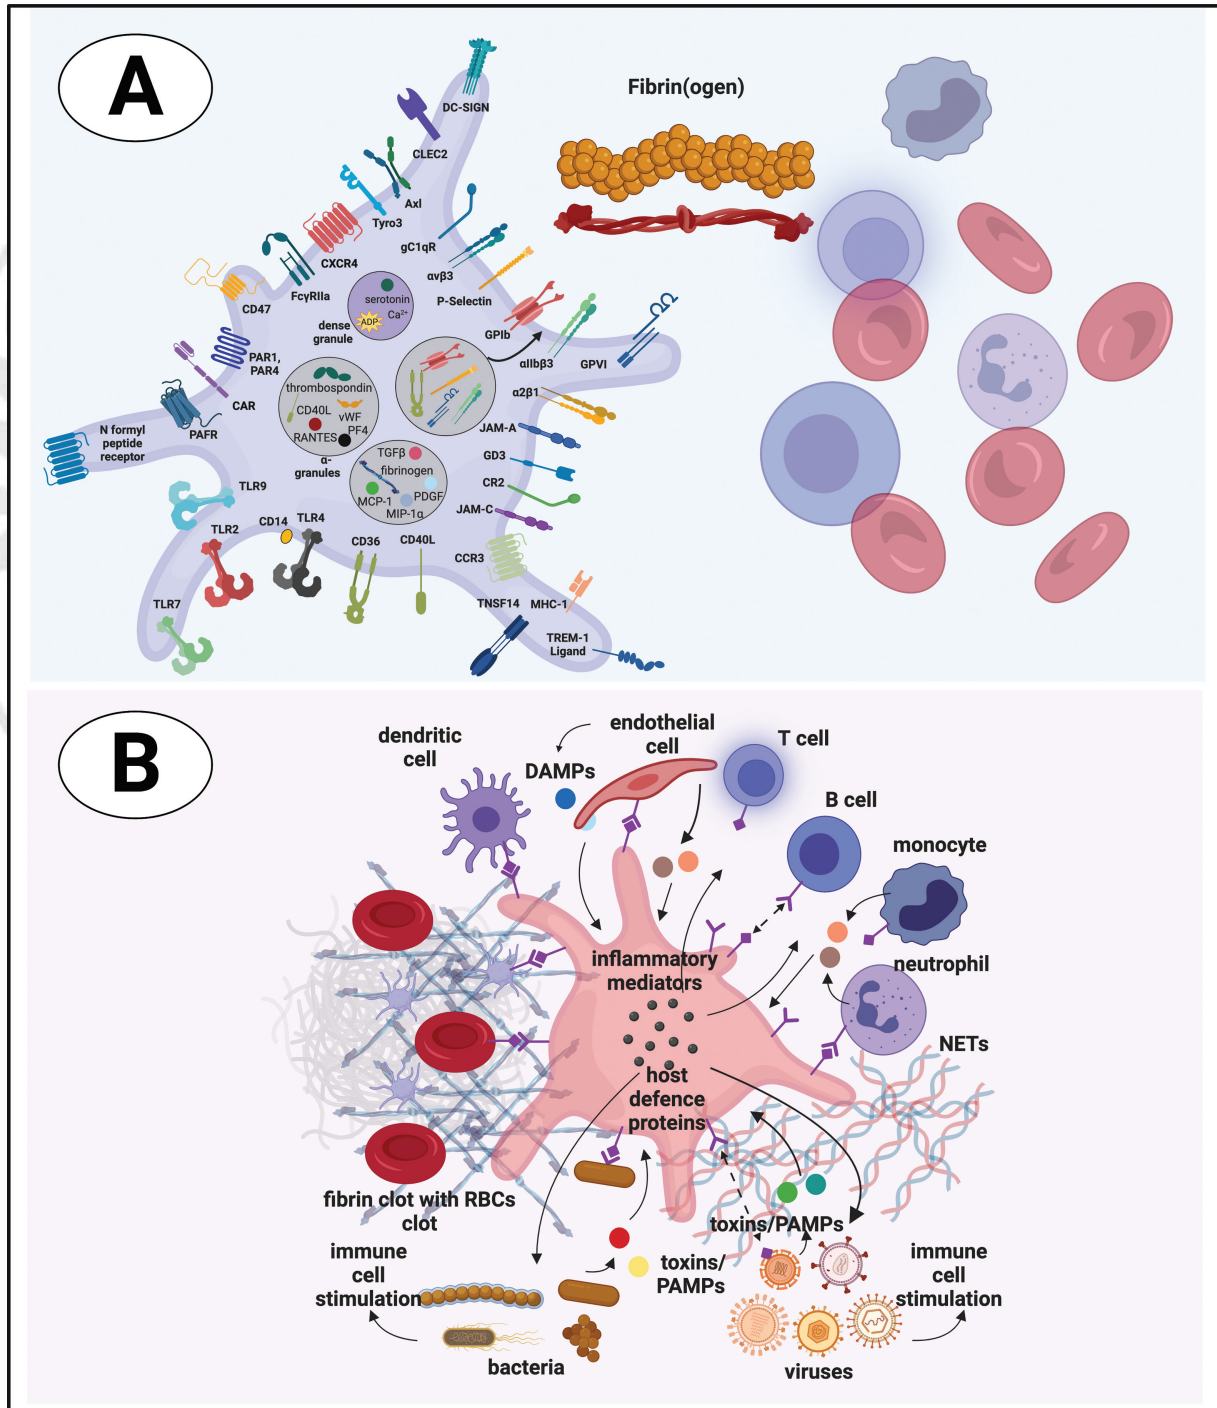 A
Fibrin(ogen)
DC-SIGN
CLEC2
Axl
Tyro3
CXCR4
FcγRIIa
CD47
gC1qR
αvβ3
P-Selectin
GPIb
αIIbβ3
GPVI
serotonin
Ca²⁺
ADP
dense
granule
PAR1,
PAR4
CAR
PAFR
N formyl
peptide
receptor
thrombospondin
CD40L
vWF
PF4
RANTES
α-
granules
TGFβ
fibrinogen
PDGF
MCP-1
MIP-1α
α2β1
JAM-A
GD3
CR2
JAM-C
CCR3
TLR9
TLR2
CD14
TLR4
CD36
CD40L
TLR7
TNSF14
MHC-1
TREM-1
Ligand
B
dendritic
cell
DAMPs
endothelial
cell
T cell
B cell
monocyte
neutrophil
NETs
inflammatory
mediators
host
defence
proteins
fibrin clot with RBCs
clot
immune
cell
stimulation
toxins/
PAMPs
bacteria
toxins/PAMPs
immune
cell
stimulation
viruses